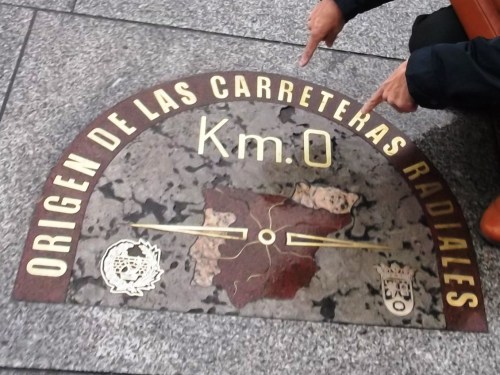 ORIGEN DE LAS CARRETERAS RADIALES
Km.0